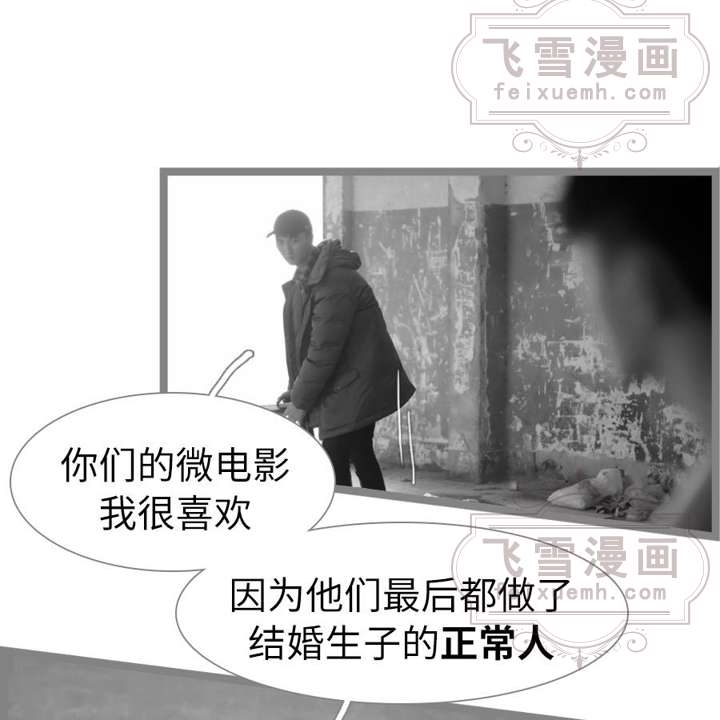 飞雪漫画
feixuemh.com
你们的微电影
我很喜欢
因为他们最后都做了
结婚生子的正常人
飞雪漫画
feixuemh.com